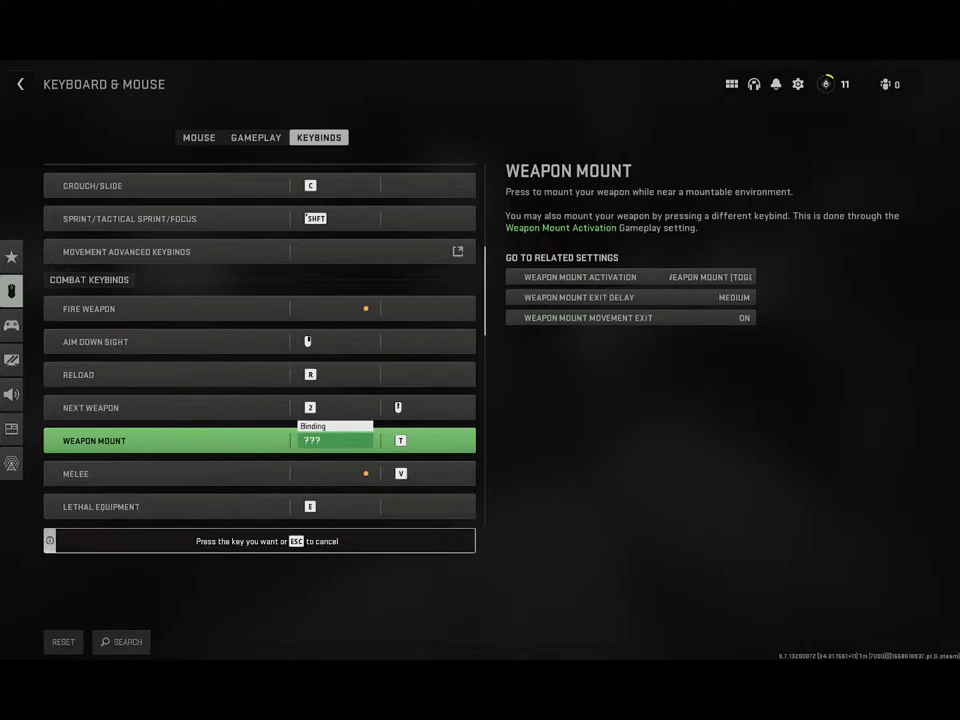 KEYBOARD & MOUSE
11
0
MOUSE GAMEPLAY KEYBINDS
CROUCH/SLIDE C
SPRINT/TACTICAL SPRINT/FOCUS SHFT
MOVEMENT ADVANCED KEYBINDS
COMBAT KEYBINDS
FIRE WEAPON
AIM DOWN SIGHT
RELOAD R
NEXT WEAPON 2
Binding
WEAPON MOUNT ??? T
MELEE V
LETHAL EQUIPMENT E
Press the key you want or ESC to cancel
RESET SEARCH
WEAPON MOUNT
Press to mount your weapon while near a mountable environment.
You may also mount your weapon by pressing a different keybind. This is done through the
Weapon Mount Activation Gameplay setting.
GO TO RELATED SETTINGS
WEAPON MOUNT ACTIVATION EAPON MOUNT [TOG
WEAPON MOUNT EXIT DELAY MEDIUM
WEAPON MOUNT MOVEMENT EXIT ON